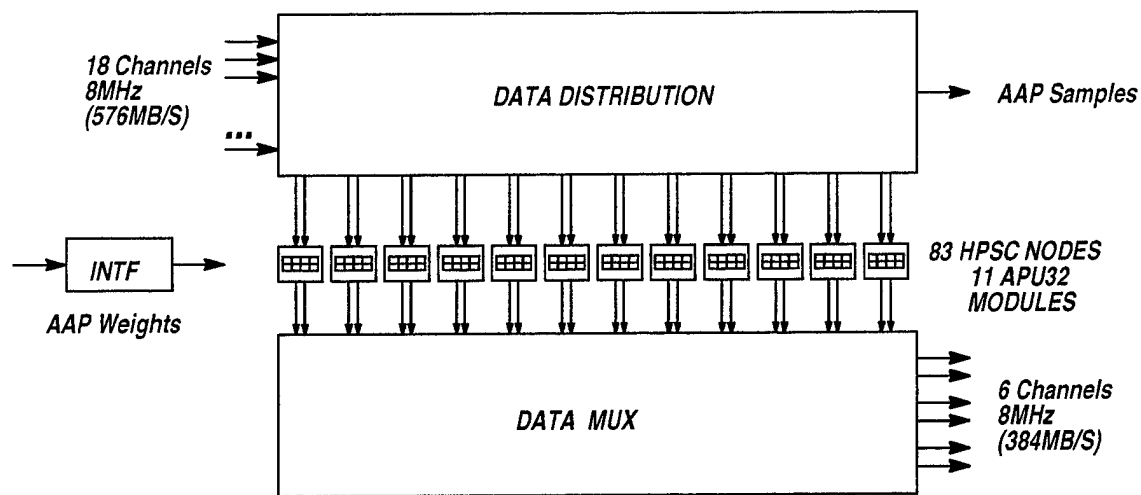 18 Channels
8MHz
(576MB/S)
...
DATA DISTRIBUTION
AAP Samples
INTF
AAP Weights
83 HPSC NODES
11 APU32
MODULES
DATA MUX
6 Channels
8MHz
(384MB/S)